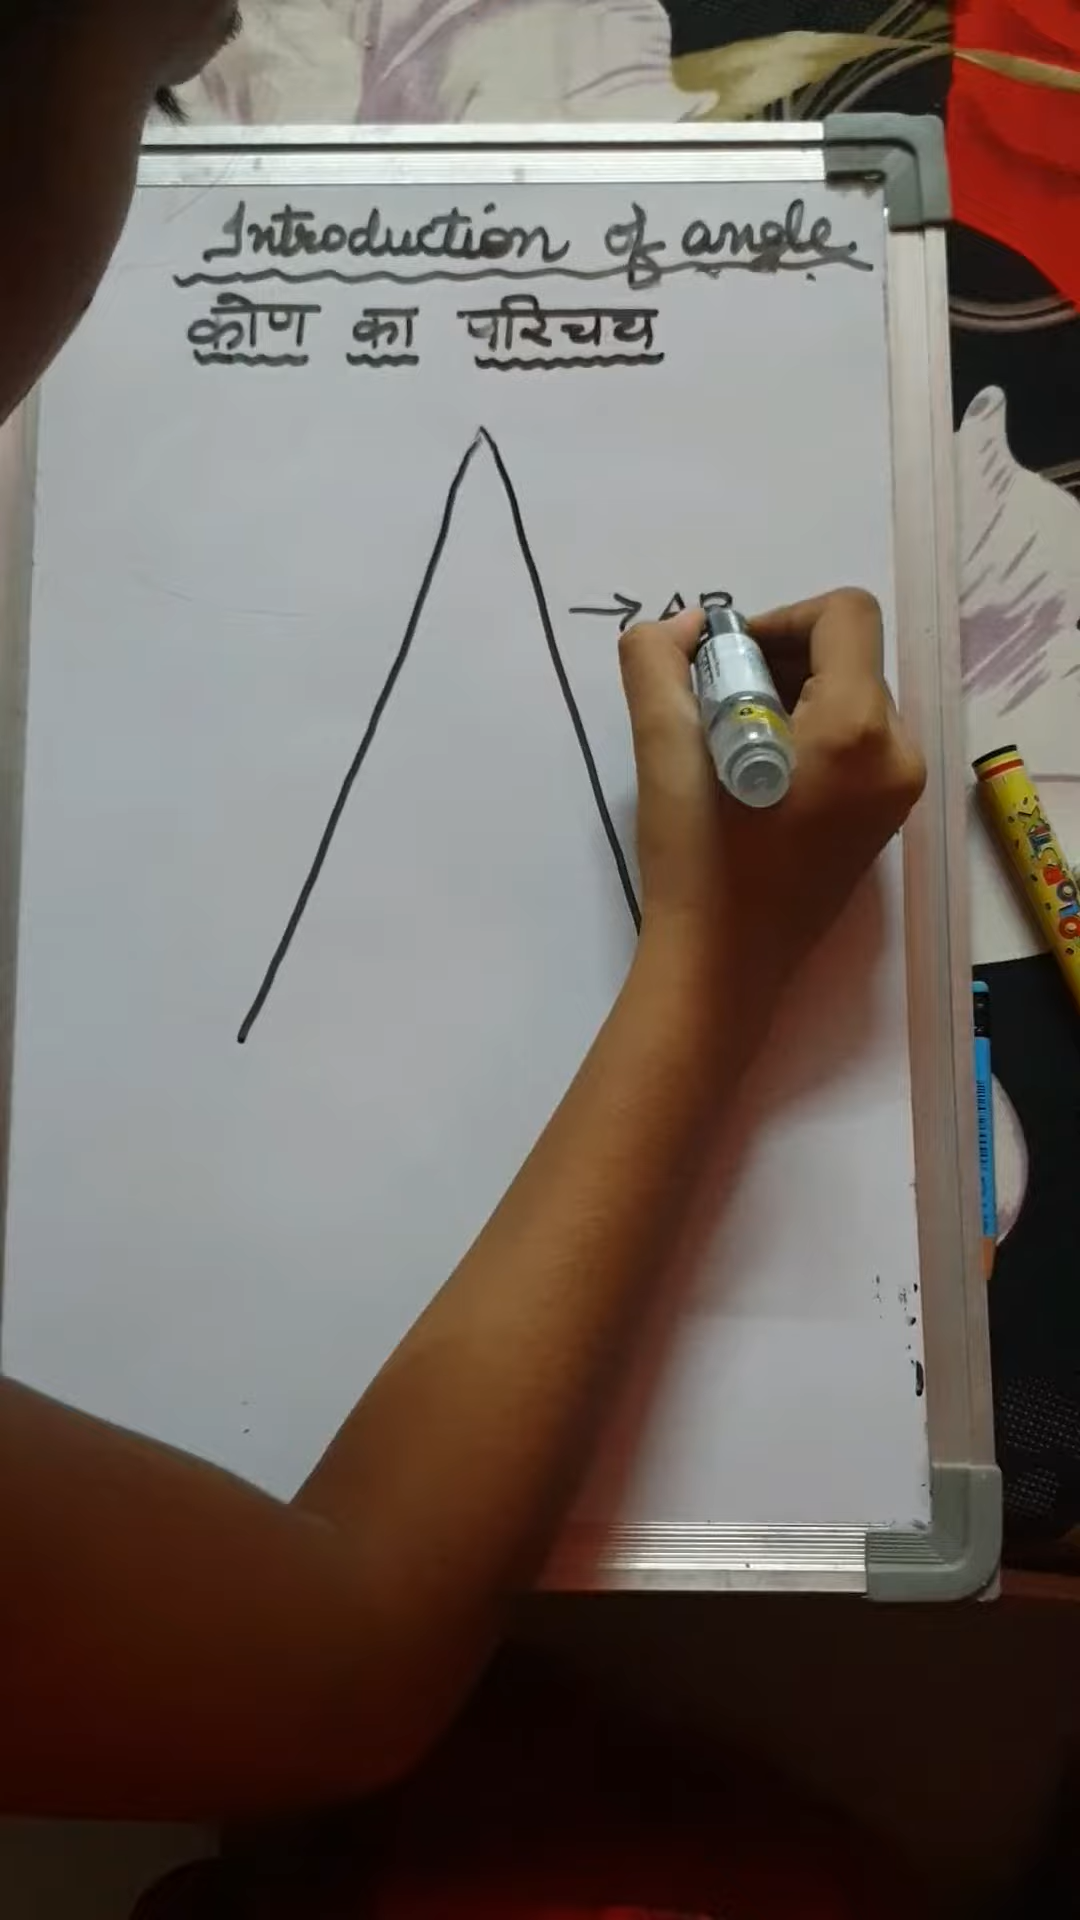 Introduction of angle.
कोण का परिचय